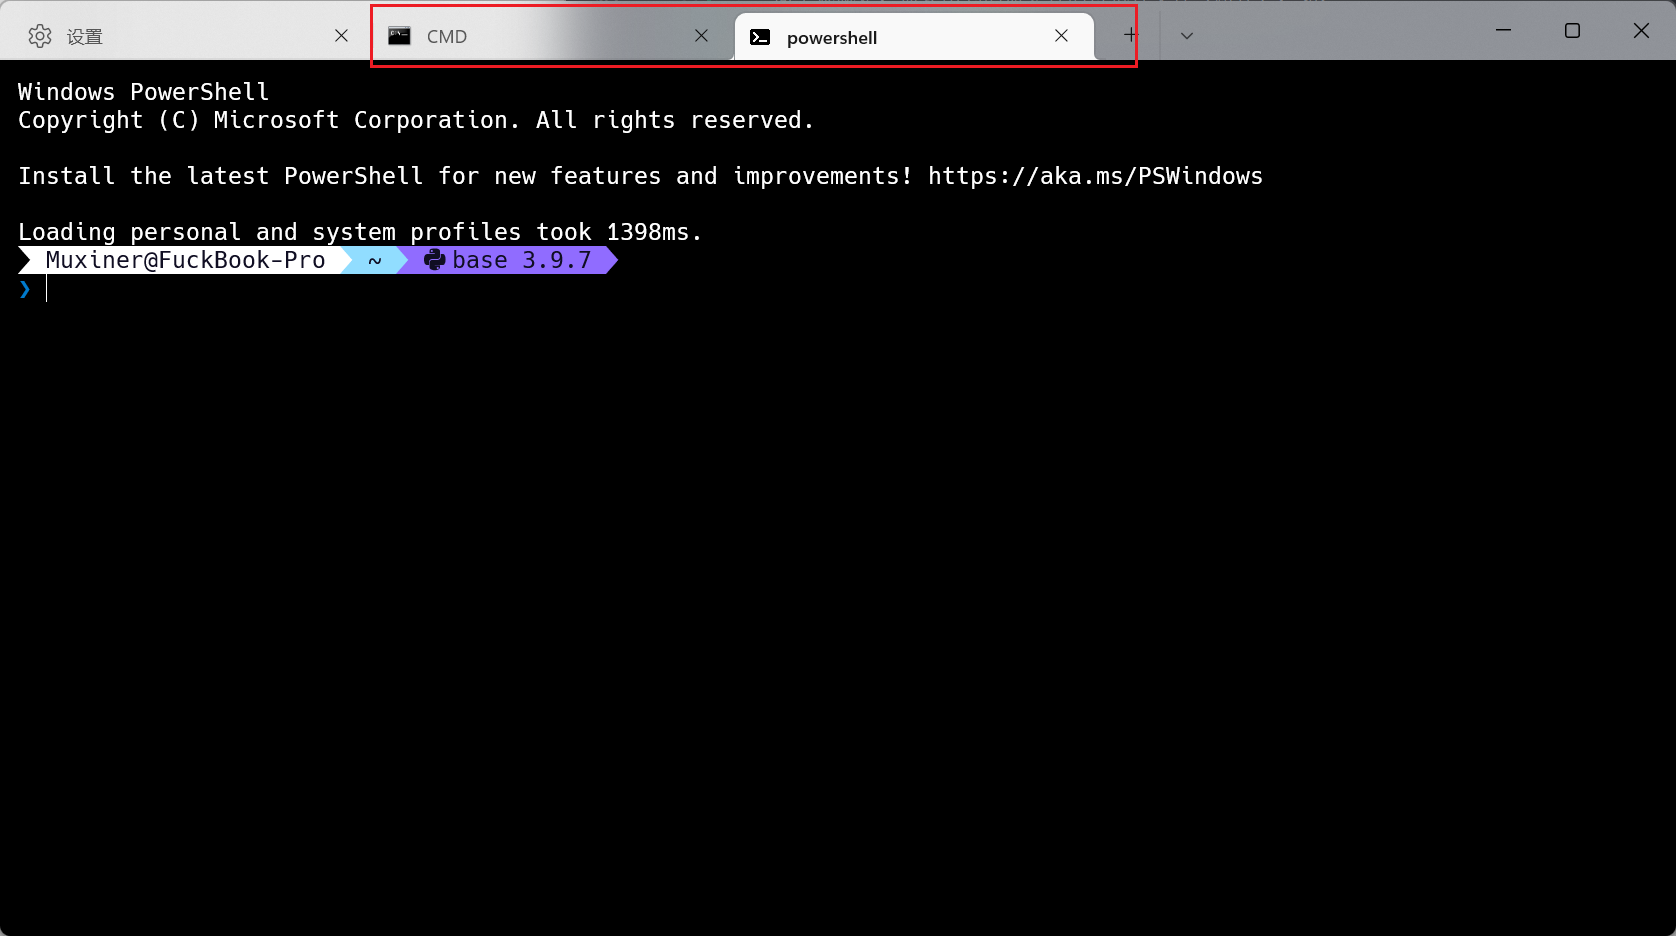 设置
CMD
powershell
Windows PowerShell
Copyright (C) Microsoft Corporation. All rights reserved.
Install the latest PowerShell for new features and improvements! https://aka.ms/PSWindows
Loading personal and system profiles took 1398ms.
Muxiner@FuckBook-Pro ~ base 3.9.7
❯